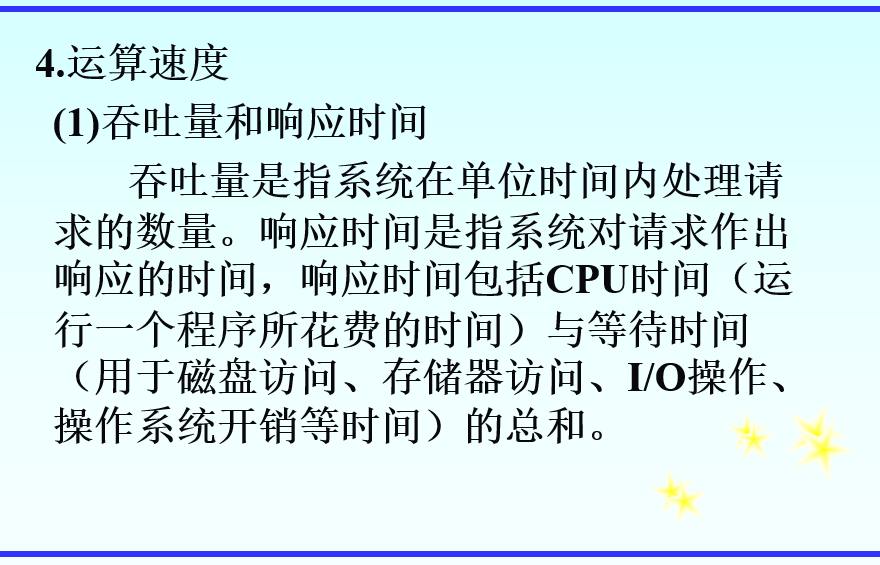 4.运算速度
(1)吞吐量和响应时间
吞吐量是指系统在单位时间内处理请
求的数量。响应时间是指系统对请求作出
响应的时间，响应时间包括CPU时间（运
行一个程序所花费的时间）与等待时间
（用于磁盘访问、存储器访问、I/O操作、
操作系统开销等时间）的总和。